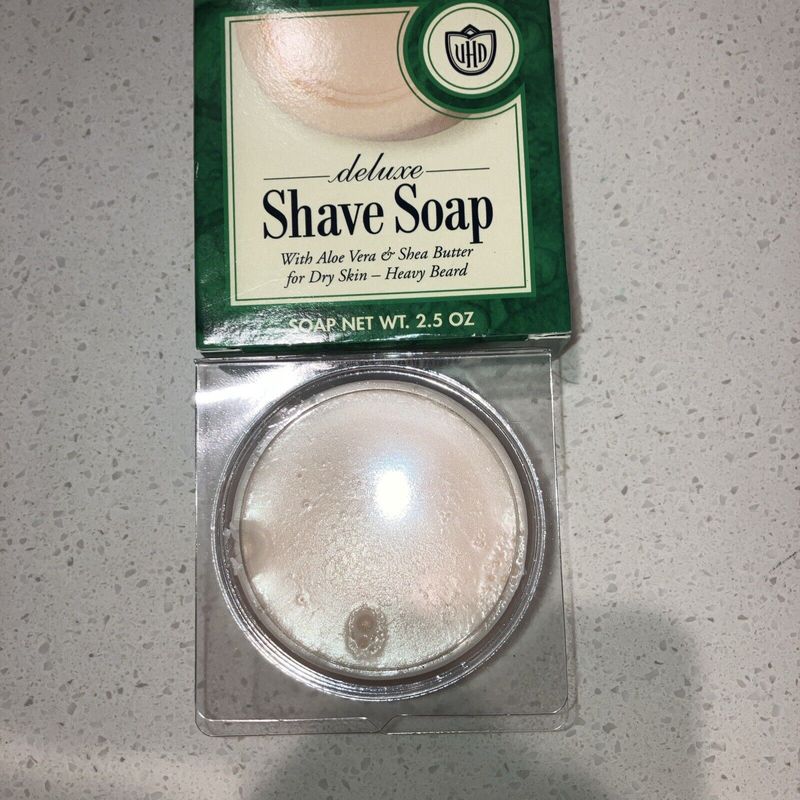 VHD
deluxe
Shave Soap
With Aloe Vera & Shea Butter
for Dry Skin – Heavy Beard
SOAP NET WT. 2.5 OZ